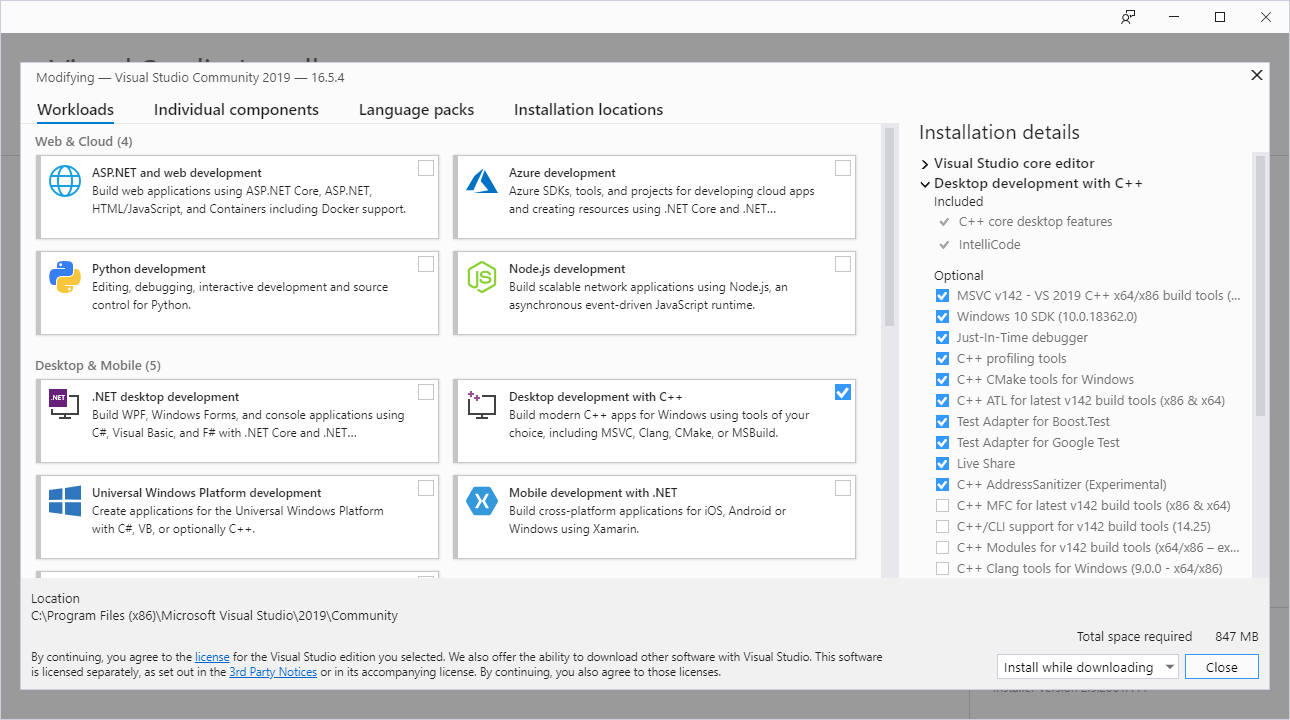 Modifying — Visual Studio Community 2019 — 16.5.4
Workloads
Individual components
Language packs
Installation locations
Web & Cloud (4)
ASP.NET and web development
Build web applications using ASP.NET Core, ASP.NET,
HTML/JavaScript, and Containers including Docker support.
Azure development
Azure SDKs, tools, and projects for developing cloud apps
and creating resources using .NET Core and .NET...
Python development
Editing, debugging, interactive development and source
control for Python.
JS
Node.js development
Build scalable network applications using Node.js, an
asynchronous event-driven JavaScript runtime.
Desktop & Mobile (5)
.NET
.NET desktop development
Build WPF, Windows Forms, and console applications using
C#, Visual Basic, and F# with .NET Core and .NET...
Desktop development with C++
Build modern C++ apps for Windows using tools of your
choice, including MSVC, Clang, CMake, or MSBuild.
Universal Windows Platform development
Create applications for the Universal Windows Platform
with C#, VB, or optionally C++.
Mobile development with .NET
Build cross-platform applications for iOS, Android or
Windows using Xamarin.
Installation details
Visual Studio core editor
Desktop development with C++
Included
C++ core desktop features
IntelliCode
Optional
MSVC v142 - VS 2019 C++ x64/x86 build tools (...
Windows 10 SDK (10.0.18362.0)
Just-In-Time debugger
C++ profiling tools
C++ CMake tools for Windows
C++ ATL for latest v142 build tools (x86 & x64)
Test Adapter for Boost.Test
Test Adapter for Google Test
Live Share
C++ AddressSanitizer (Experimental)
C++ MFC for latest v142 build tools (x86 & x64)
C++/CLI support for v142 build tools (14.25)
C++ Modules for v142 build tools (x64/x86 – ex...
C++ Clang tools for Windows (9.0.0 - x64/x86)
Location
C:\Program Files (x86)\Microsoft Visual Studio\2019\Community
Total space required 847 MB
By continuing, you agree to the license for the Visual Studio edition you selected. We also offer the ability to download other software with Visual Studio. This software
is licensed separately, as set out in the 3rd Party Notices or in its accompanying license. By continuing, you also agree to those licenses.
Install while downloading
Close